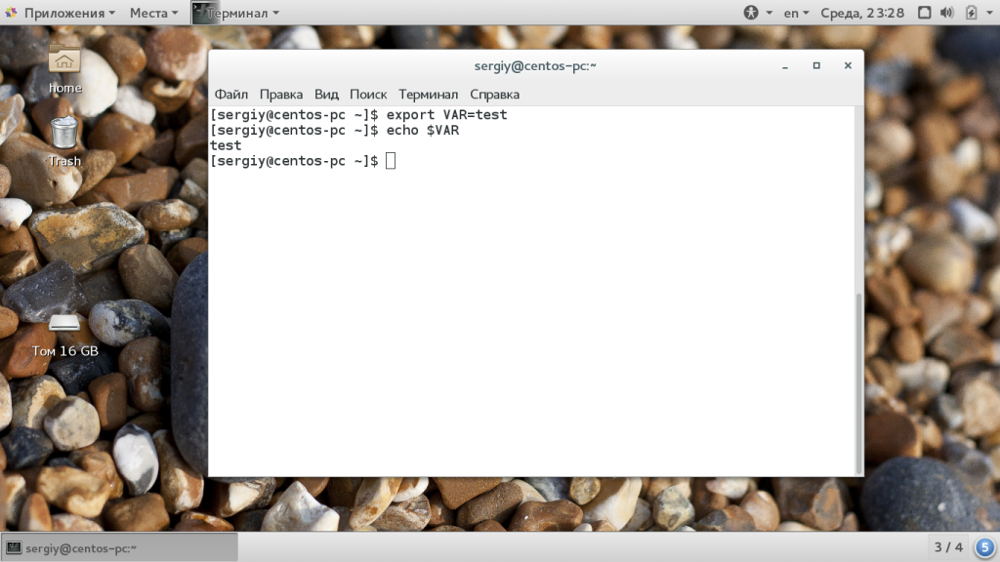 Приложения Места Терминал en Среда, 23:28
home
Trash
Том 16 GB
sergiy@centos-pc:~
Файл Правка Вид Поиск Терминал Справка
[sergiy@centos-pc ~]$ export VAR=test
[sergiy@centos-pc ~]$ echo $VAR
test
[sergiy@centos-pc ~]$
sergiy@centos-pc:~ 3 / 4 5